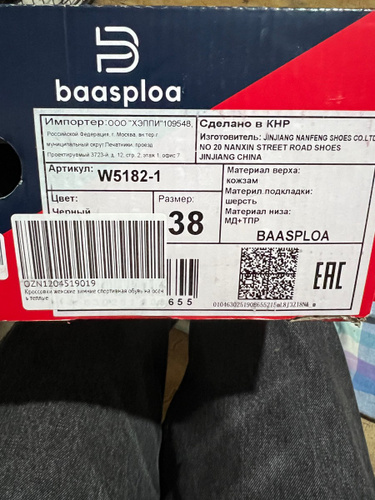 baasploa
Импортер:ООО "ХЭППИ"109548,
Российская Федерация, г. Москва, вн.тер.г.
муниципальный округ Печатники, проезд
Проектируемый 3723-й, д. 12, стр. 2, этаж 1, офис 7
Сделано в КНР
Изготовитель: JINJIANG NANFENG SHOES CO.LTD
NO 20 NANXIN STREET ROAD SHOES
JINJIANG CHINA
Артикул:
W5182-1
Цвет:
Черный
Размер:
38
Материал верха:
кожзам
Материал подкладки:
шерсть
Материал низа:
МД+ТПР
BAASPLOA
OZN1204519019
Кроссовки женские зимние спортивная обувь на осен
ь теплые
655
EAC